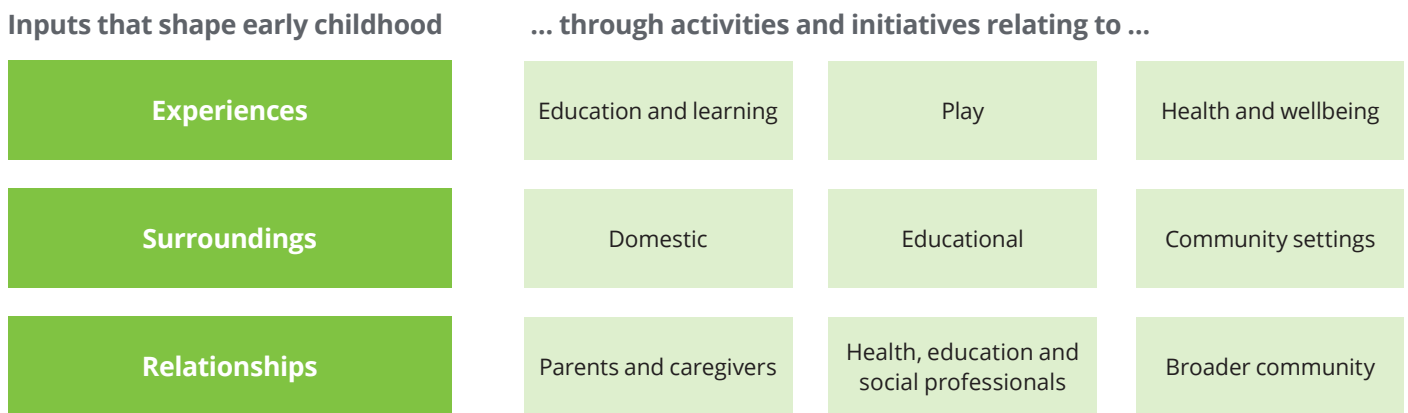 Inputs that shape early childhood
... through activities and initiatives relating to ...
Experiences
Education and learning
Play
Health and wellbeing
Surroundings
Domestic
Educational
Community settings
Relationships
Parents and caregivers
Health, education and
social professionals
Broader community